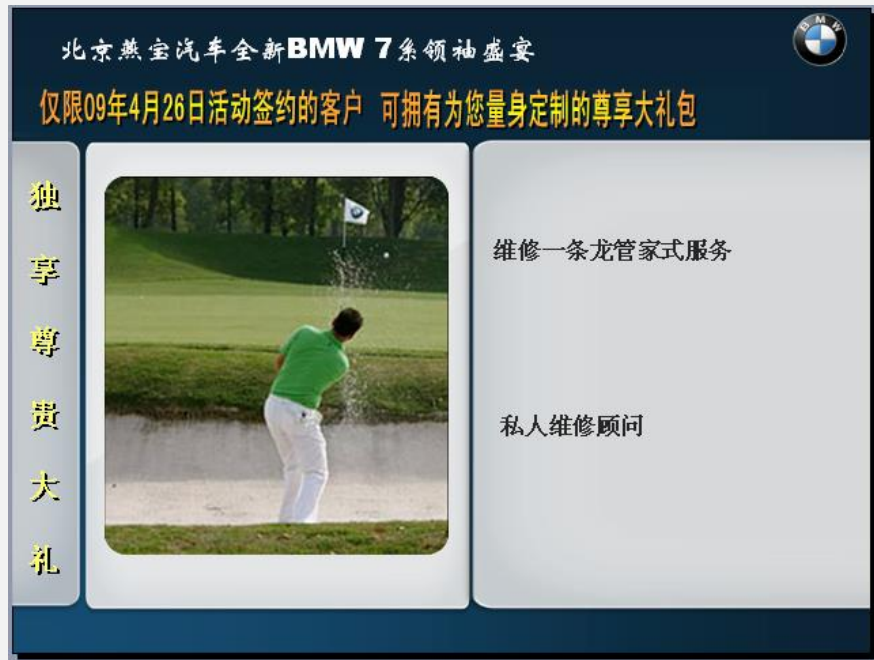 北京燕宝汽车全新BMW 7系领袖盛宴
BMW
仅限09年4月26日活动签约的客户 可拥有为您量身定制的尊享大礼包
独
享
尊
贵
大
礼
维修一条龙管家式服务
私人维修顾问